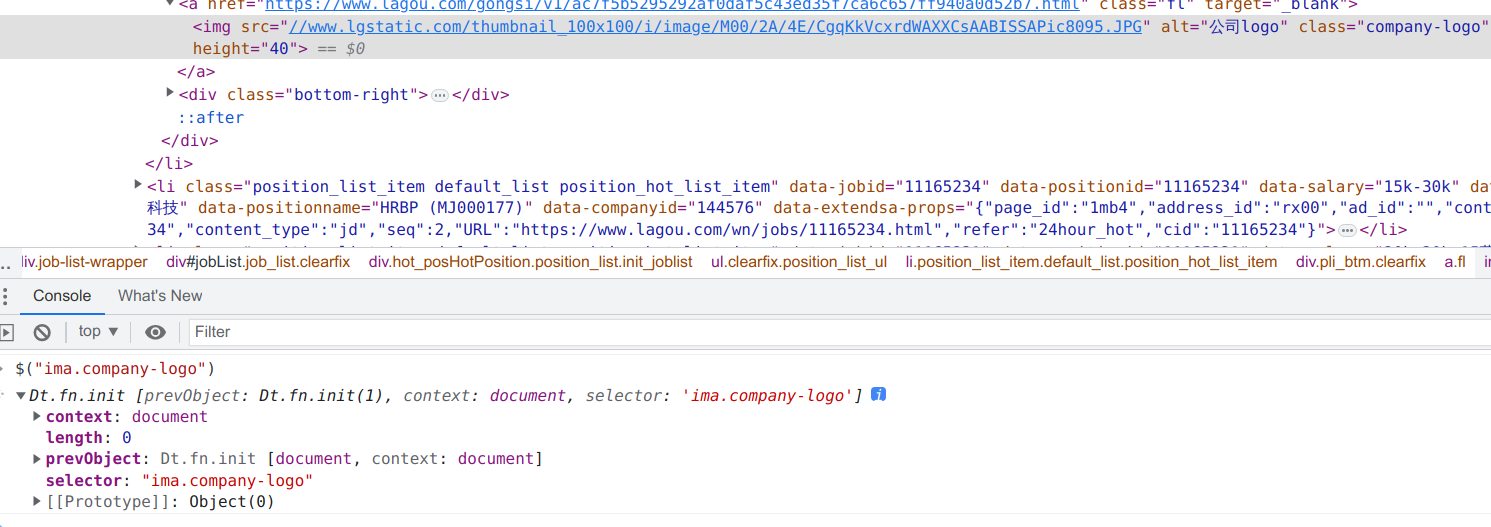 <a href="https://www.lagou.com/gongsi/v1/ac7f5b5295292af0daf5c43ed35f7ca6c657ff940a0d52b7.html" class="fl" target="_blank">
<img src="//www.lgstatic.com/thumbnail_100x100/i/image/M00/2A/4E/CgqKkVcxrdWAXXCsAABISSAPic8095.JPG" alt="公司logo" class="company-logo"
height="40"> == $0
</a>
<div class="bottom-right">…</div>
::after
</div>
</li>
<li class="position_list_item default_list position_hot_list_item" data-jobid="11165234" data-positionid="11165234" data-salary="15k-30k" da
科技" data-positionname="HRBP (MJ000177)" data-companyid="144576" data-extendsa-props="{"page_id":"1mb4","address_id":"rx00","ad_id":"","cont
34","content_type":"jd","seq":2,"URL":"https://www.lagou.com/wn/jobs/11165234.html","refer":"24hour_hot","cid":"11165234"}">…</li>
.. iv.job-list-wrapper div#jobList.job_list.clearfix div.hot_posHotPosition.position_list.init_joblist ul.clearfix.position_list_ul li.position_list_item.default_list.position_hot_list_item div.pli_btm.clearfix a.fl
Console What's New
top Filter
$("ima.company-logo")
Dt.fn.init [prevObject: Dt.fn.init(1), context: document, selector: 'ima.company-logo'] i
context: document
length: 0
prevObject: Dt.fn.init [document, context: document]
selector: "ima.company-logo"
[[Prototype]]: Object(0)